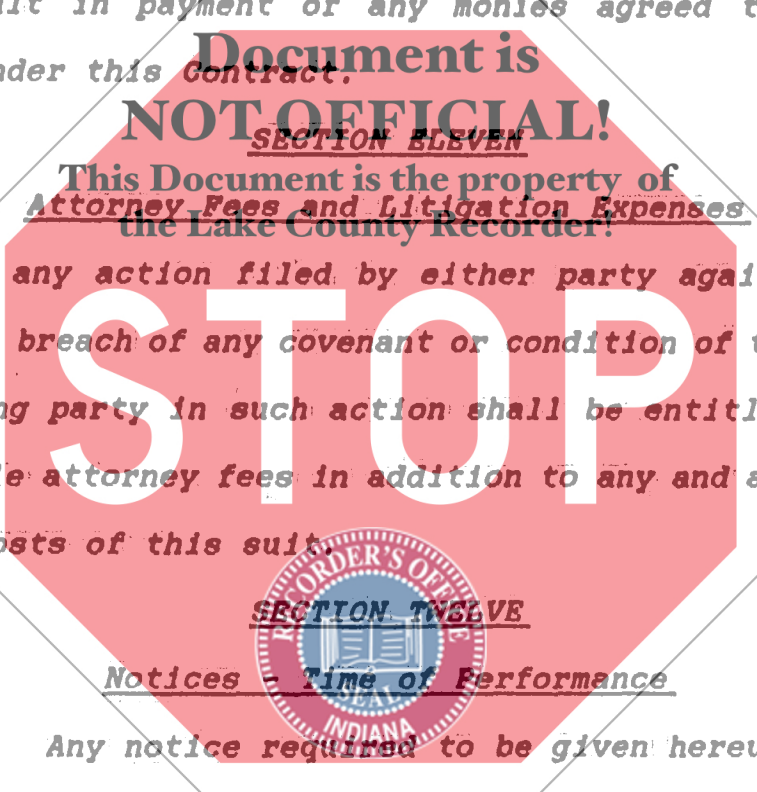 ult in payment of any monies agreed t
nder this Contract.
Document is
NOT OFFICIAL!
SECTION ELEVEN
This Document is the property of
Attorney Fees and Litigation Expenses
the Lake County Recorder!
any action filed by either party agai
breach of any covenant or condition of t
ng party in such action shall be entitl
le attorney fees in addition to any and a
osts of this suit.
STOP
SECTION TWELVE
Notices - Time of Performance
RECORDER'S OFFICE
SEAL
INDIANA
Any notice required to be given hereu